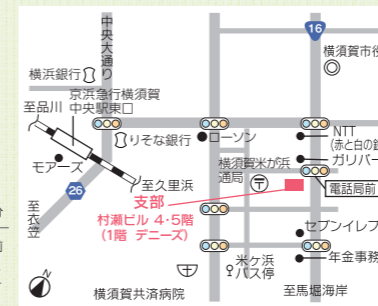 中央大通り
16
横須賀市役
横浜銀行
京浜急行横須賀
中央駅東口
至品川
りそな銀行
ローソン
NTT
(赤と白の鉄
ガリバー
モアーズ
横須賀米が浜
通局
26
至久里浜
電話局前
至衣笠
支部
村瀬ビル 4・5階
(1階 デニーズ)
セブンイレブ
米ヶ浜
バス停
年金事務
横須賀共済病院
至馬堀海岸